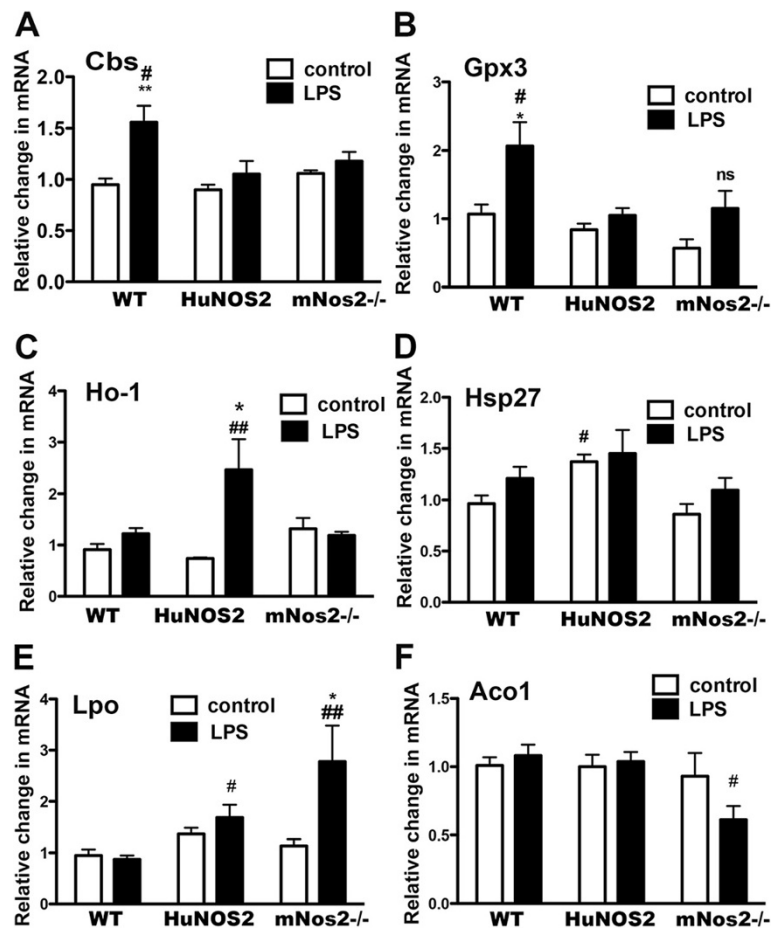 A
Cbs
#
**
control
LPS
Relative change in mRNA
2.0
1.5
1.0
0.5
0.0
WT HuNOS2 mNos2-/-
B
Gpx3
#
*
ns
control
LPS
Relative change in mRNA
3
2
1
0
WT HuNOS2 mNos2-/-
C
Ho-1
*
##
control
LPS
Relative change in mRNA
4
3
2
1
0
WT HuNOS2 mNos2-/-
D
Hsp27
#
control
LPS
Relative change in mRNA
2.0
1.5
1.0
0.5
0.0
WT HuNOS2 mNos2-/-
E
Lpo
#
*
##
control
LPS
Relative change in mRNA
4
3
2
1
0
WT HuNOS2 mNos2-/-
F
Aco1
#
control
LPS
Relative change in mRNA
1.5
1.0
0.5
0.0
WT HuNOS2 mNos2-/-